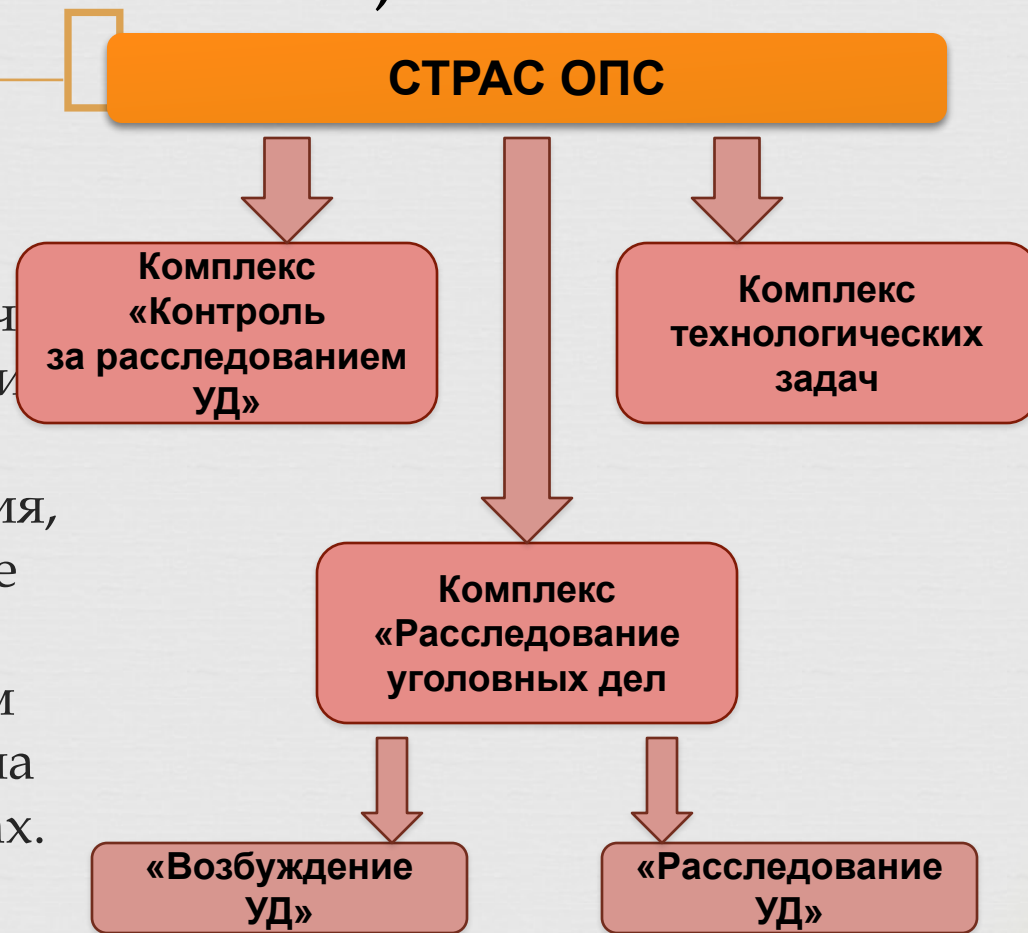 СТРАС ОПС
Комплекс
«Контроль
за расследованием
УД»
Комплекс
технологических
задач
Комплекс
«Расследование
уголовных дел
«Возбуждение
УД»
«Расследование
УД»